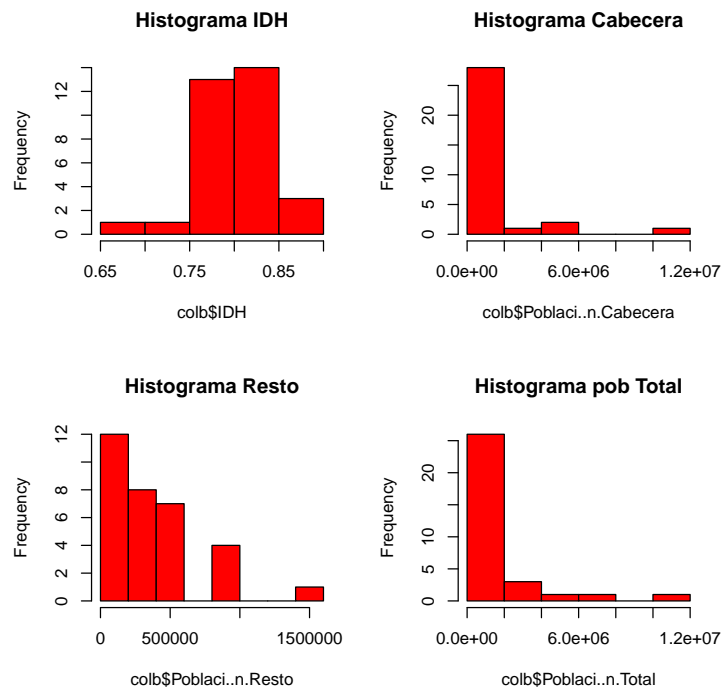 Histograma IDH
Frequency
0 2 4 6 8 12
0.65 0.75 0.85
colb$IDH
Histograma Cabecera
Frequency
0 5 10 20
0.0e+00 6.0e+06 1.2e+07
colb$Poblaci..n.Cabecera
Histograma Resto
Frequency
0 2 4 6 8 12
0 500000 1500000
colb$Poblaci..n.Resto
Histograma pob Total
Frequency
0 5 10 20
0.0e+00 6.0e+06 1.2e+07
colb$Poblaci..n.Total